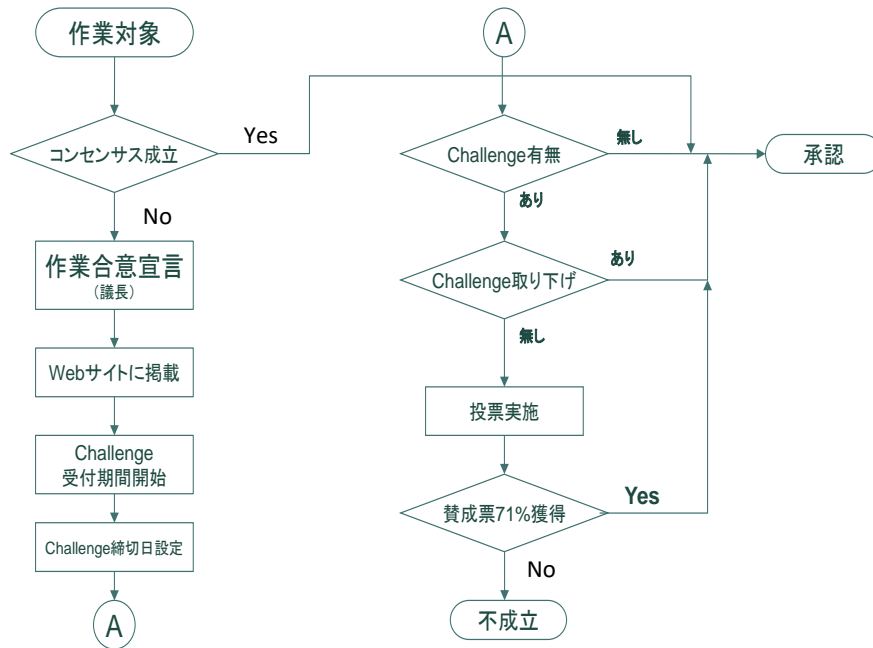 作業対象
コンセンサス成立
Yes
No
作業合意宣言
(議長)
Webサイトに掲載
Challenge
受付期間開始
Challenge締切日設定
A
A
Challenge有無
無し
承認
あり
Challenge取り下げ
あり
無し
投票実施
賛成票71%獲得
Yes
No
不成立